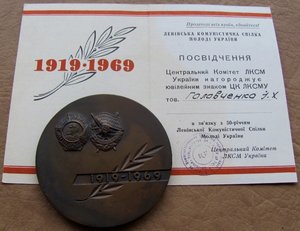 Пролетарі всіх країн, єднайтеся!
ЛЕНІНСЬКА КОМУНІСТИЧНА СПІЛКА
МОЛОДІ УКРАЇНИ
1919-1969
ПОСВІДЧЕННЯ
Центральний Комітет ЛКСМ
України нагороджує
ювілейним знаком ЦК ЛКСМУ
тов. Головченко Э.Х.
в зв'язку з 50-річчям
Ленінської Комуністичної Спілки
Молоді України
Центральний Комітет
ЛКСМ України
1919-1969